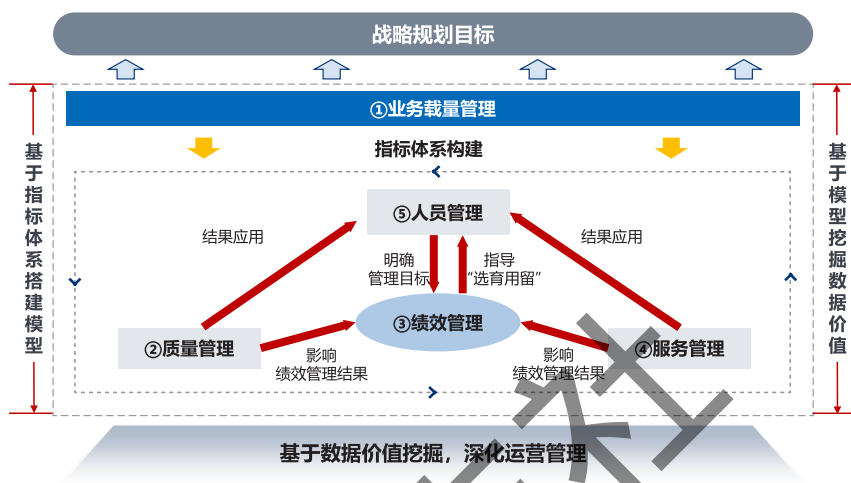 战略规划目标
①业务载量管理
指标体系构建
基于指标体系搭建模型
基于模型挖掘数据价值
⑤人员管理
结果应用
结果应用
明确
管理目标
指导
“选育用留”
③绩效管理
②质量管理
④服务管理
影响
绩效管理结果
影响
绩效管理结果
基于数据价值挖掘，深化运营管理
社